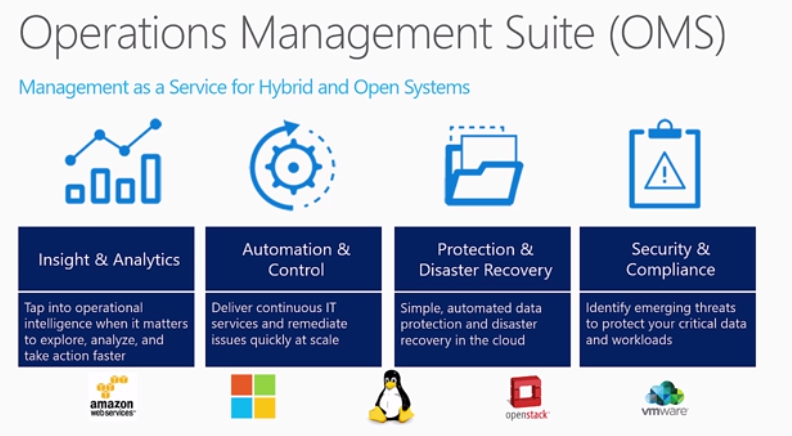 Operations Management Suite (OMS)
Management as a Service for Hybrid and Open Systems
Insight & Analytics
Automation &
Control
Protection &
Disaster Recovery
Security &
Compliance
Tap into operational
intelligence when it matters
to explore, analyze, and
take action faster
Deliver continuous IT
services and remediate
issues quickly at scale
Simple, automated data
protection and disaster
recovery in the cloud
Identify emerging threats
to protect your critical data
and workloads
amazon
webservices
openstack
vmware